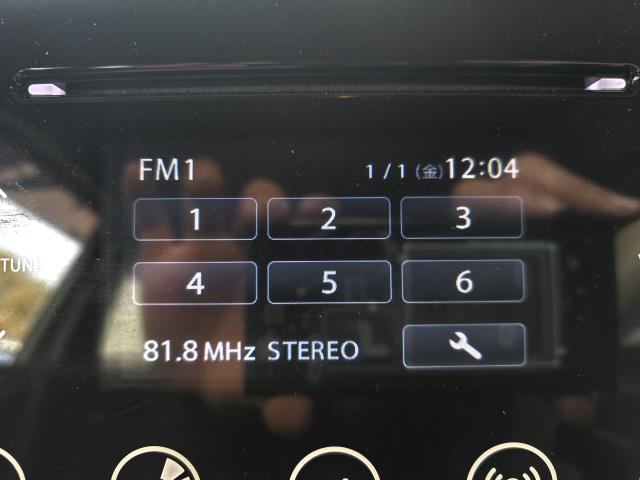 FM1 1/1 (金) 12:04
1 2 3
TUNE
4 5 6
81.8 MHz STEREO